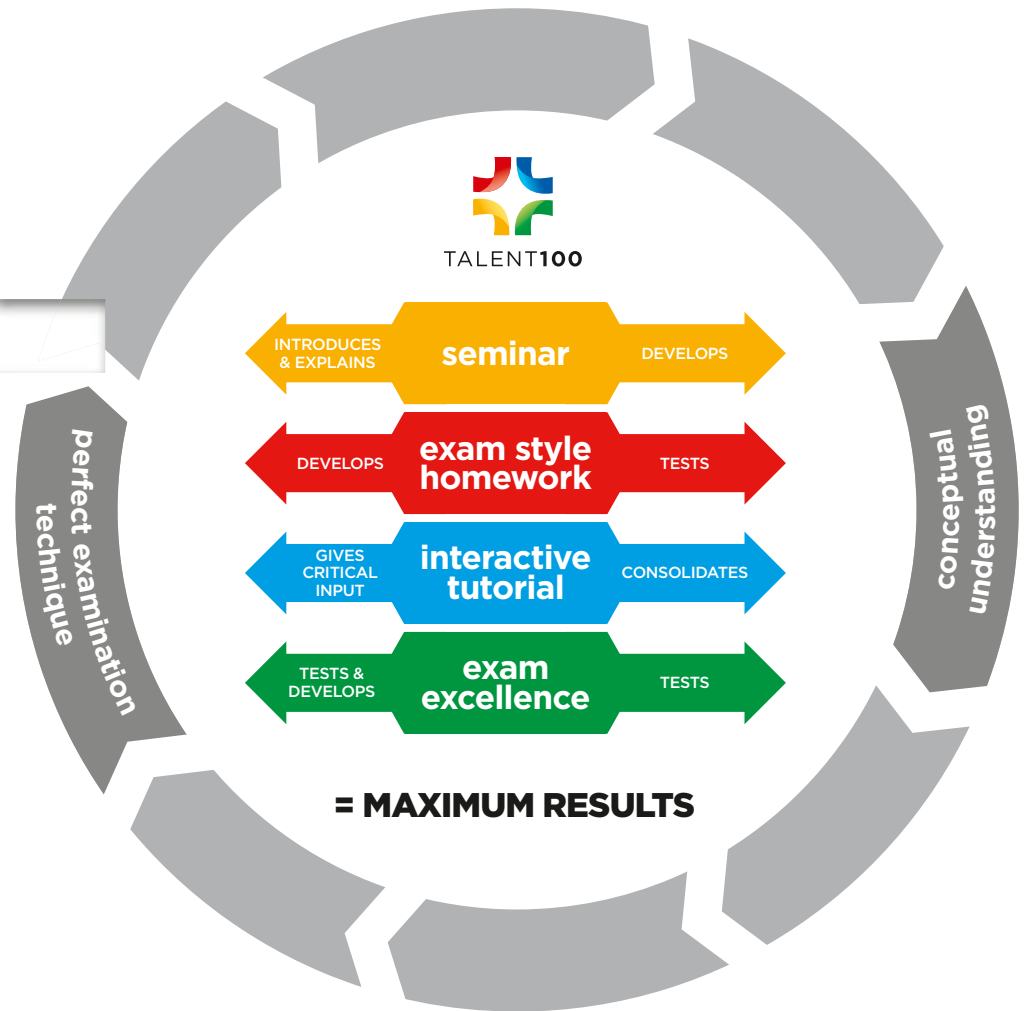 TALENT100
INTRODUCES
& EXPLAINS
seminar
DEVELOPS
DEVELOPS
exam style
homework
TESTS
GIVES
CRITICAL
INPUT
interactive
tutorial
CONSOLIDATES
TESTS &
DEVELOPS
exam
excellence
TESTS
= MAXIMUM RESULTS
perfect examination
technique
conceptual
understanding